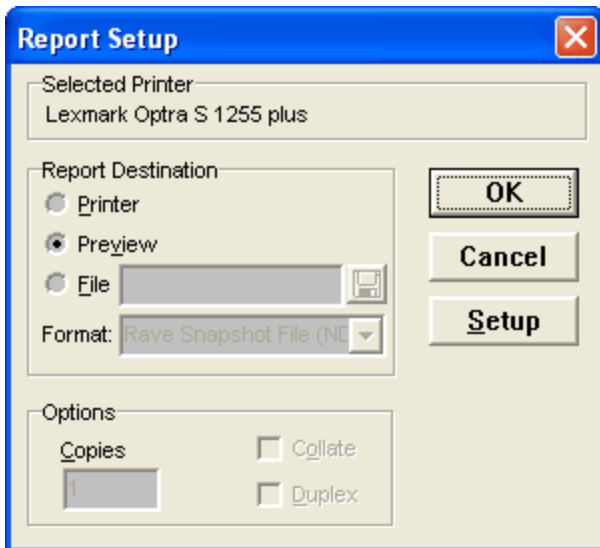 Report Setup
Selected Printer
Lexmark Optra S 1255 plus
Report Destination
Printer
OK
Preview
Cancel
File
Format: Rave Snapshot File (ND
Setup
Options
Copies
Collate
1
Duplex